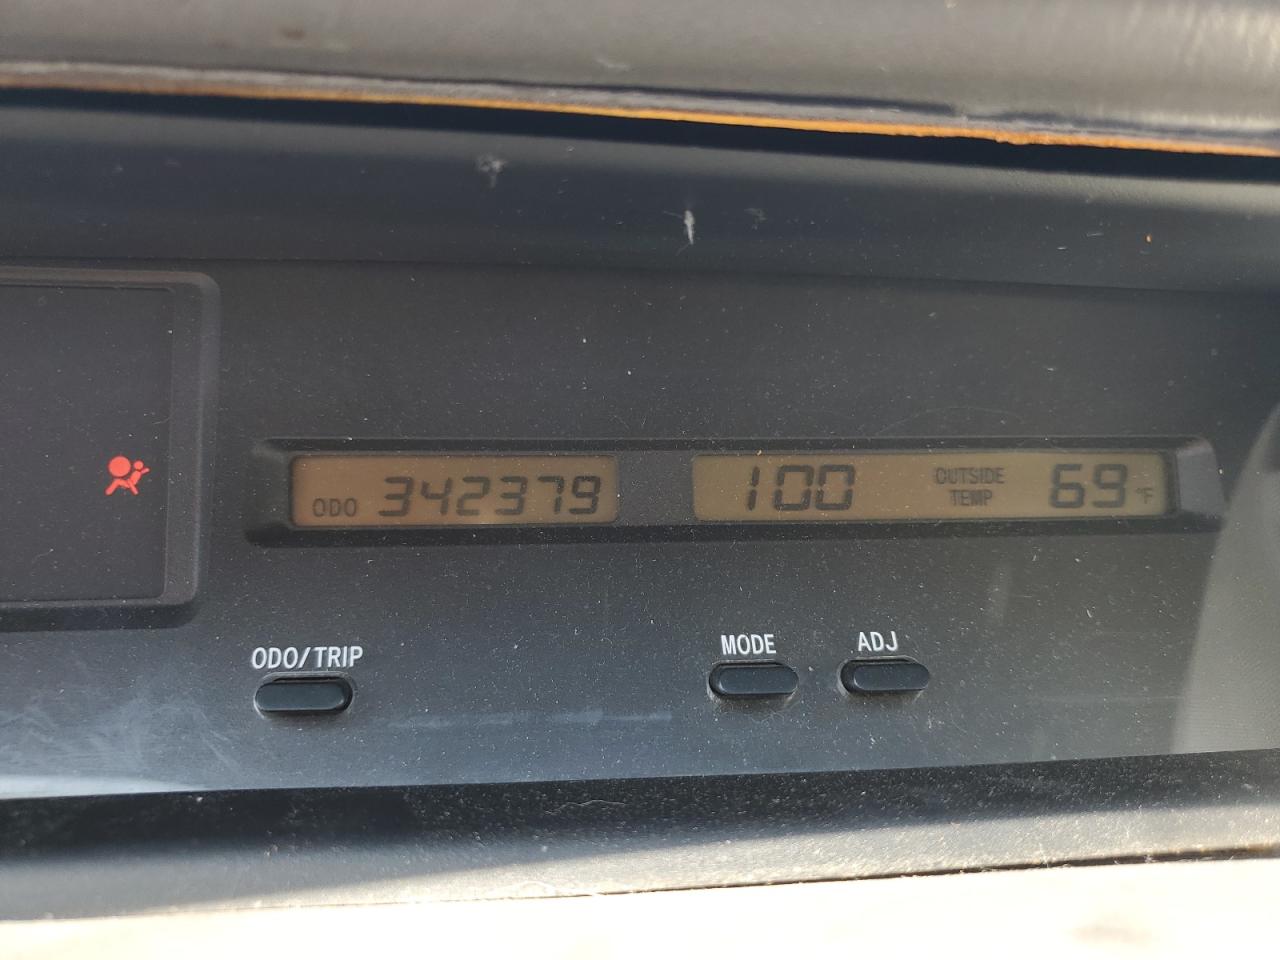 ODO 342379
100 OUTSIDE TEMP 69°F
ODO/TRIP
MODE
ADJ